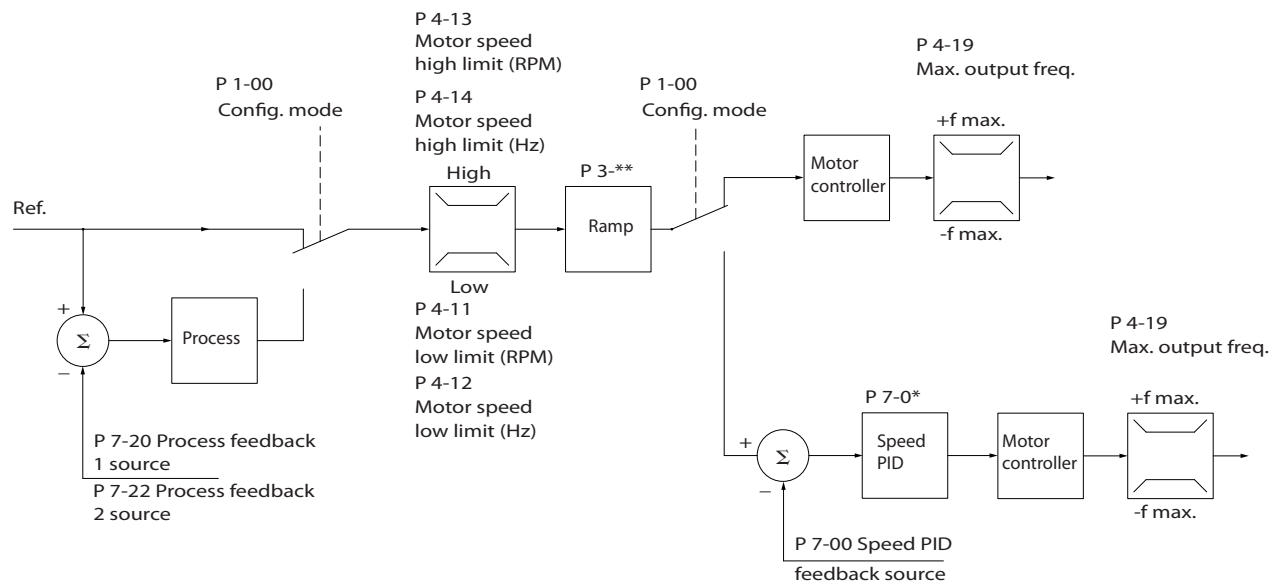 P 4-13
Motor speed
high limit (RPM)
P 4-14
Motor speed
high limit (Hz)
High
P 1-00
Config. mode
P 1-00
Config. mode
P 4-19
Max. output freq.
+f max.
Motor
controller
-f max.
P 3-**
Ramp
Ref.
Low
P 4-11
Motor speed
low limit (RPM)
P 4-12
Motor speed
low limit (Hz)
+
Σ
−
Process
P 7-20 Process feedback
1 source
P 7-22 Process feedback
2 source
P 4-19
Max. output freq.
+f max.
P 7-0*
+
Σ
−
Speed
PID
Motor
controller
-f max.
P 7-00 Speed PID
feedback source